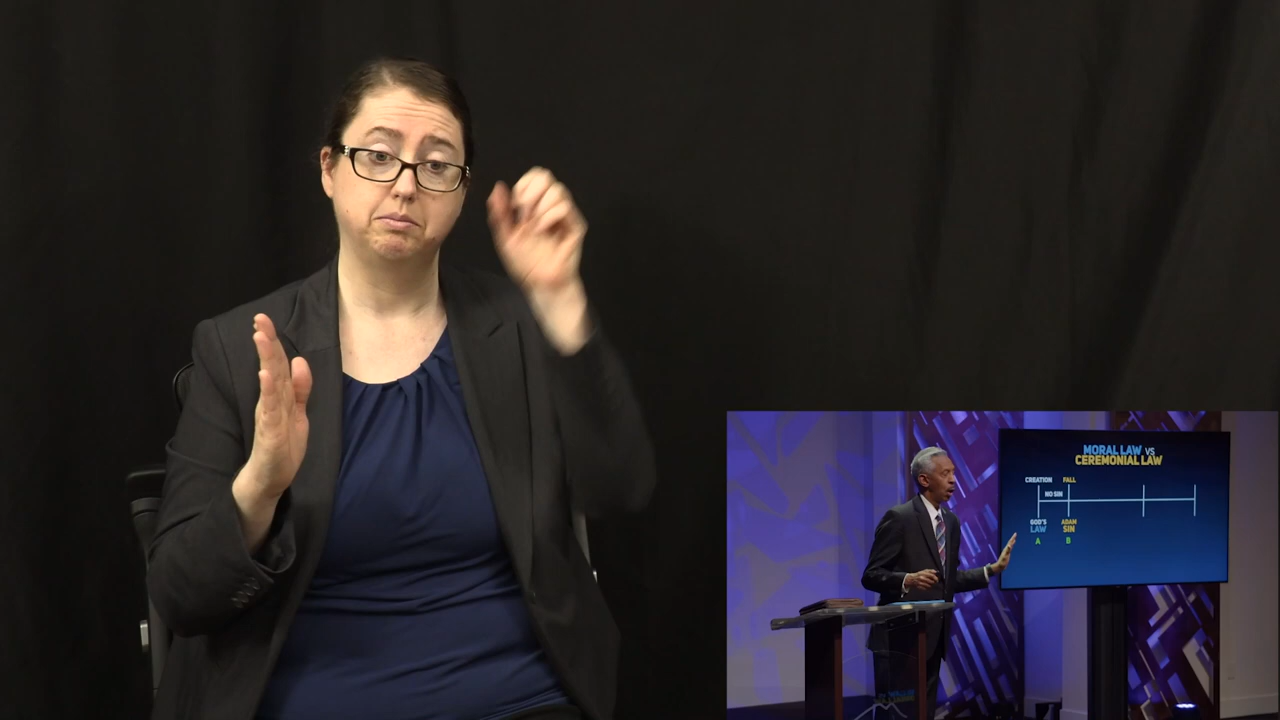 MORAL LAW VS
CEREMONIAL LAW
CREATION FALL
NO SIN
GOD'S ADAM
LAW SIN
A B